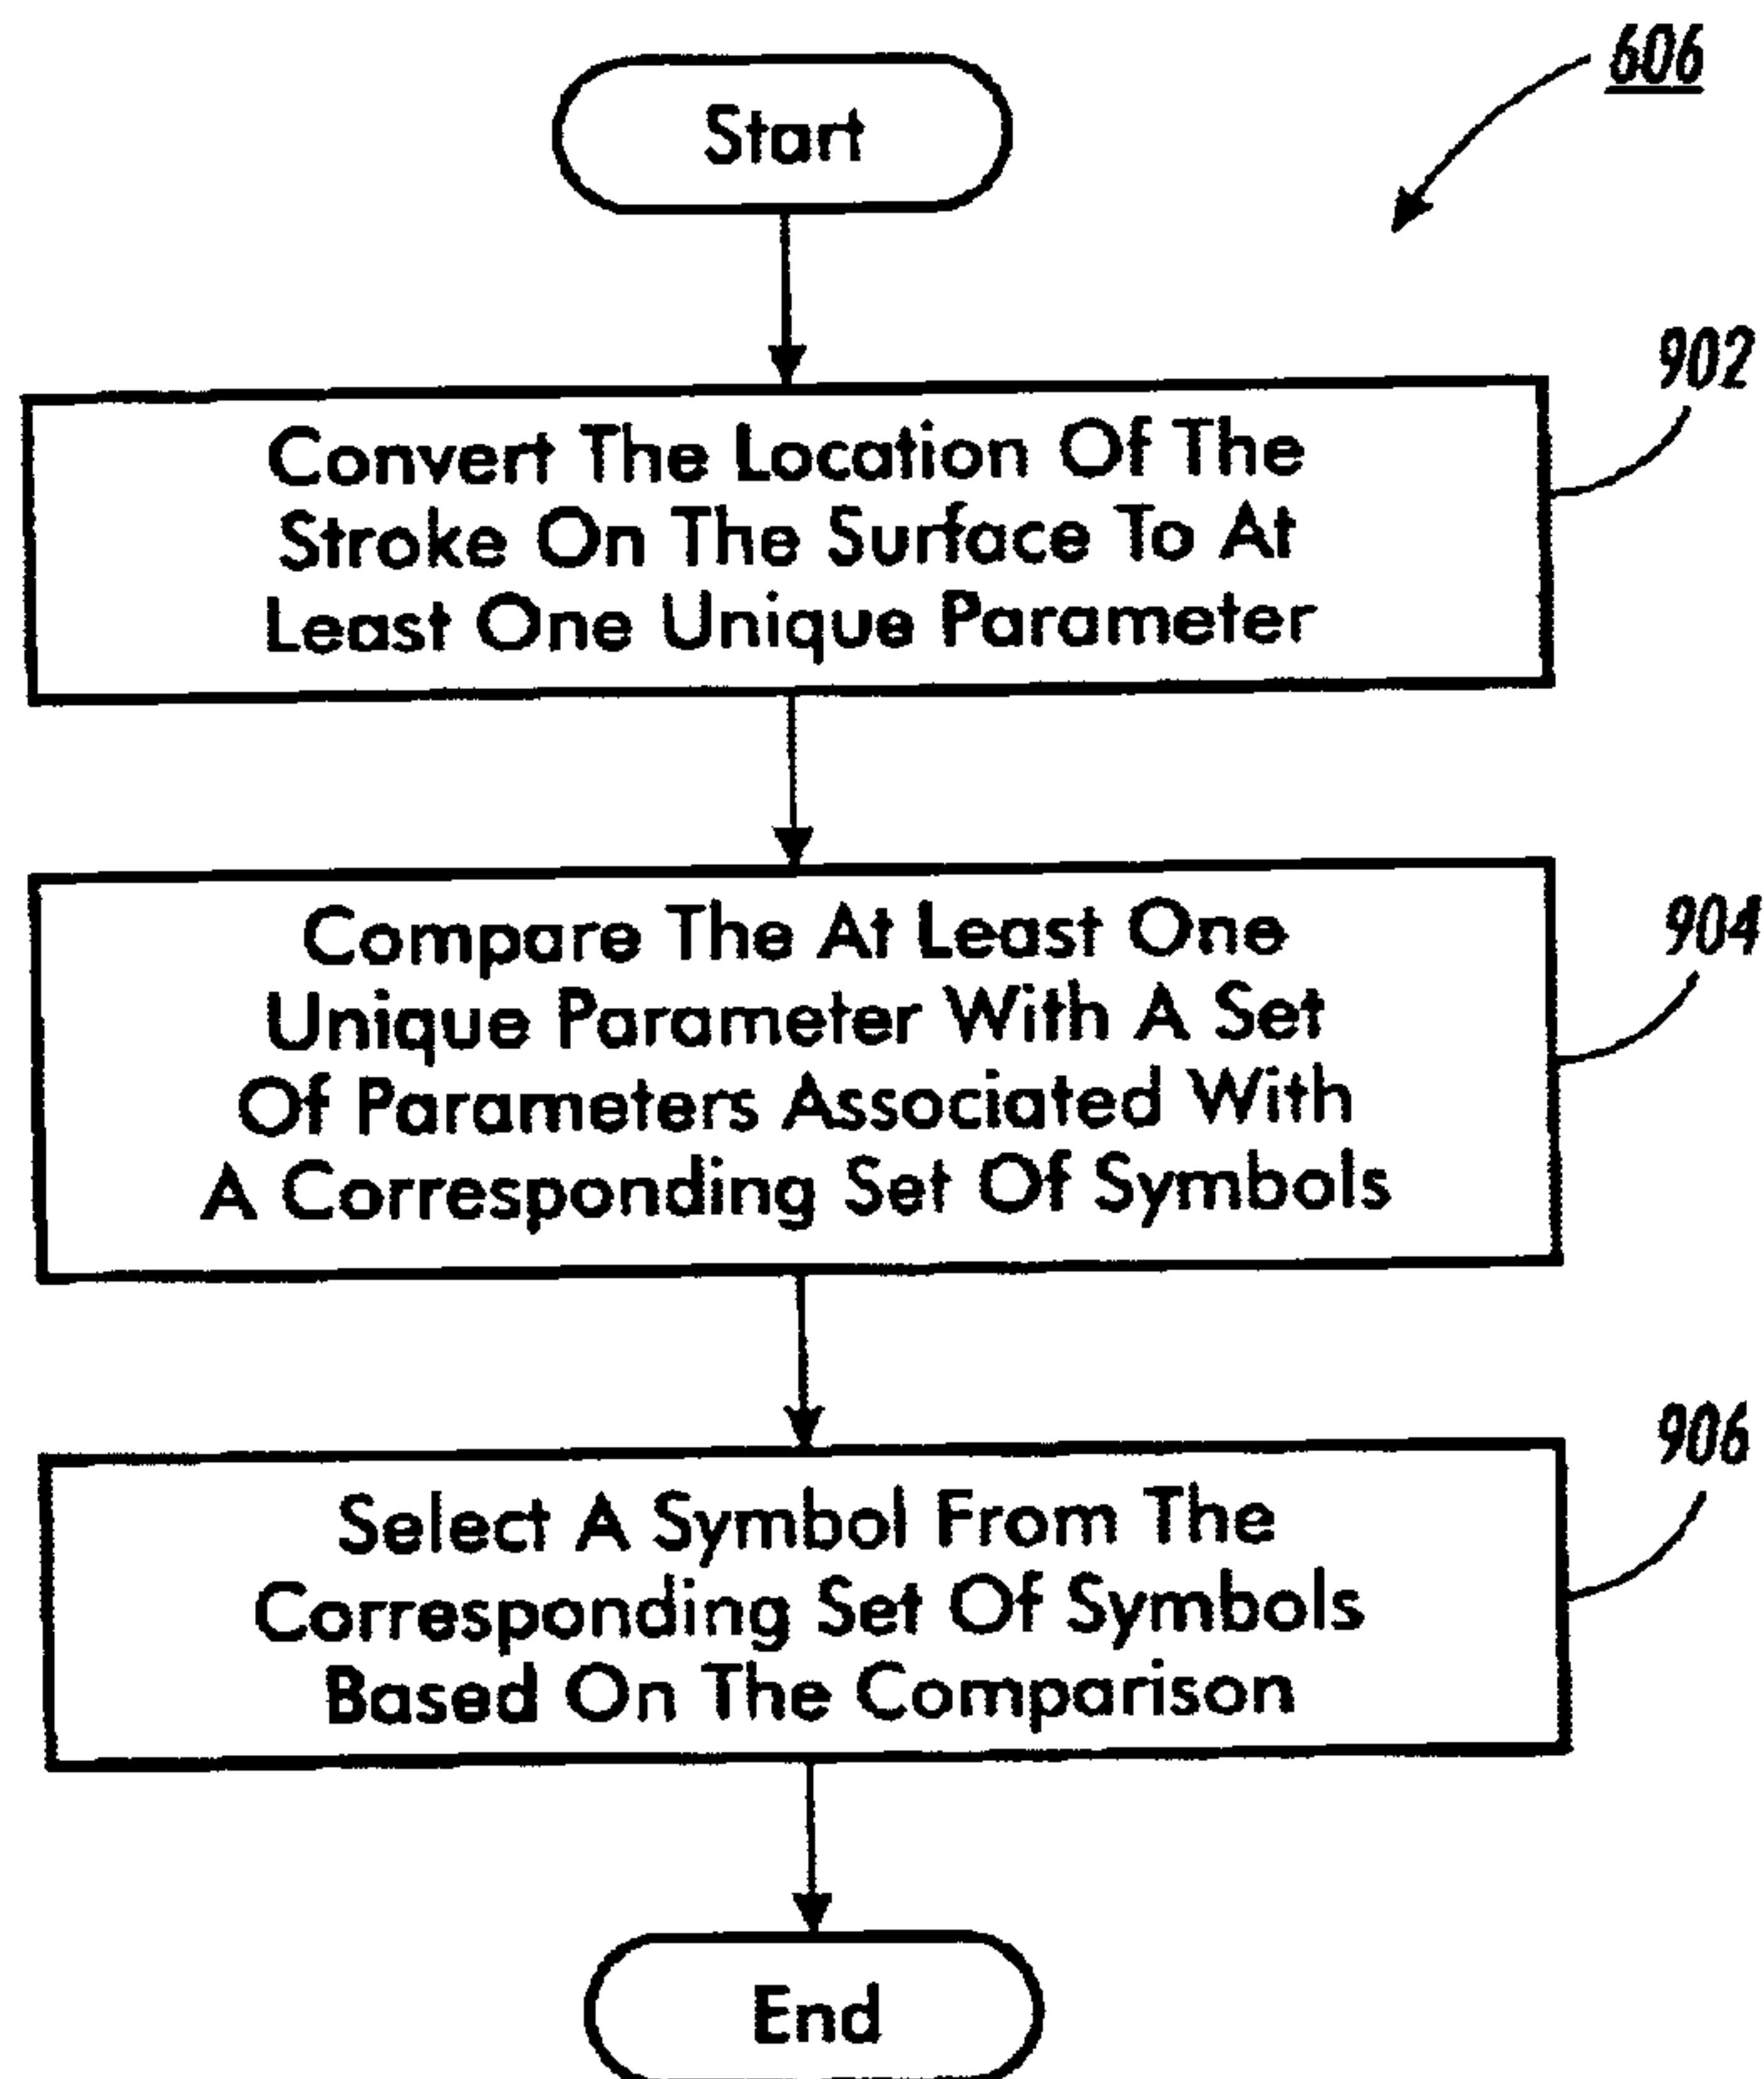 606
Start
902
Convert The Location Of The
Stroke On The Surface To At
Least One Unique Parameter
904
Compare The At Least One
Unique Parameter With A Set
Of Parameters Associated With
A Corresponding Set Of Symbols
906
Select A Symbol From The
Corresponding Set Of Symbols
Based On The Comparison
End